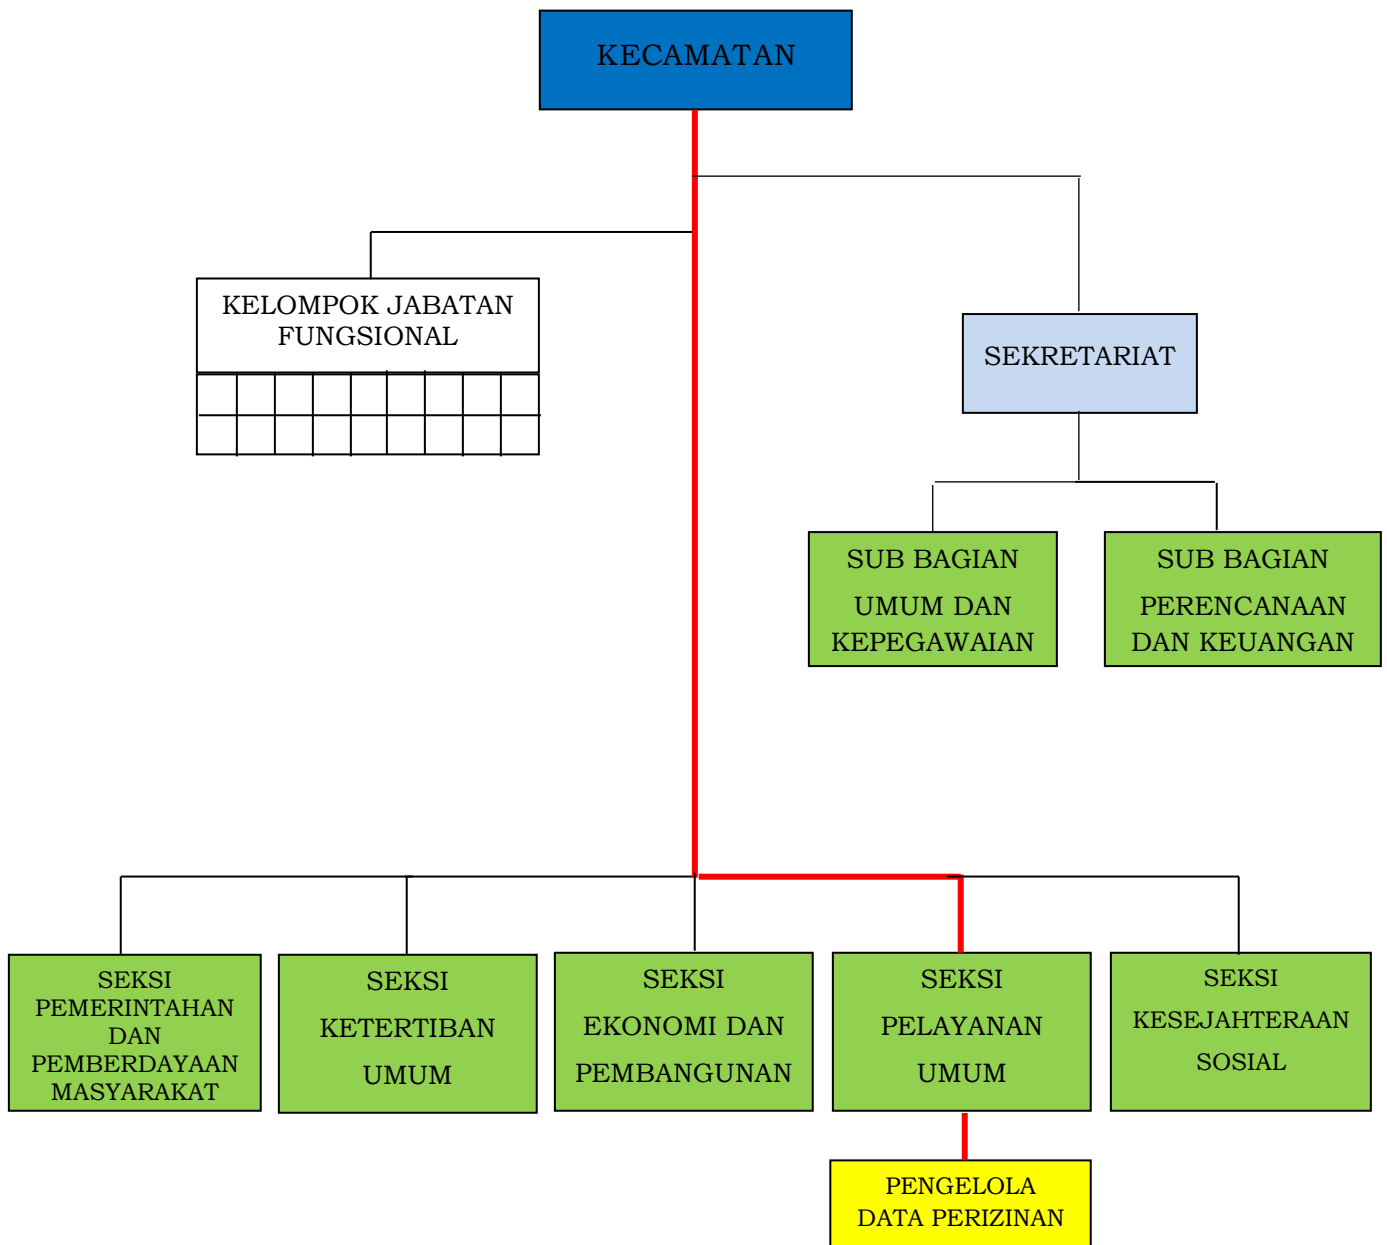 KECAMATAN
KELOMPOK JABATAN
FUNGSIONAL
SEKRETARIAT
SUB BAGIAN
UMUM DAN
KEPEGAWAIAN
SUB BAGIAN
PERENCANAAN
DAN KEUANGAN
SEKSI
PEMERINTAHAN
DAN
PEMBERDAYAAN
MASYARAKAT
SEKSI
KETERTIBAN
UMUM
SEKSI
EKONOMI DAN
PEMBANGUNAN
SEKSI
PELAYANAN
UMUM
SEKSI
KESEJAHTERAAN
SOSIAL
PENGELOLA
DATA PERIZINAN